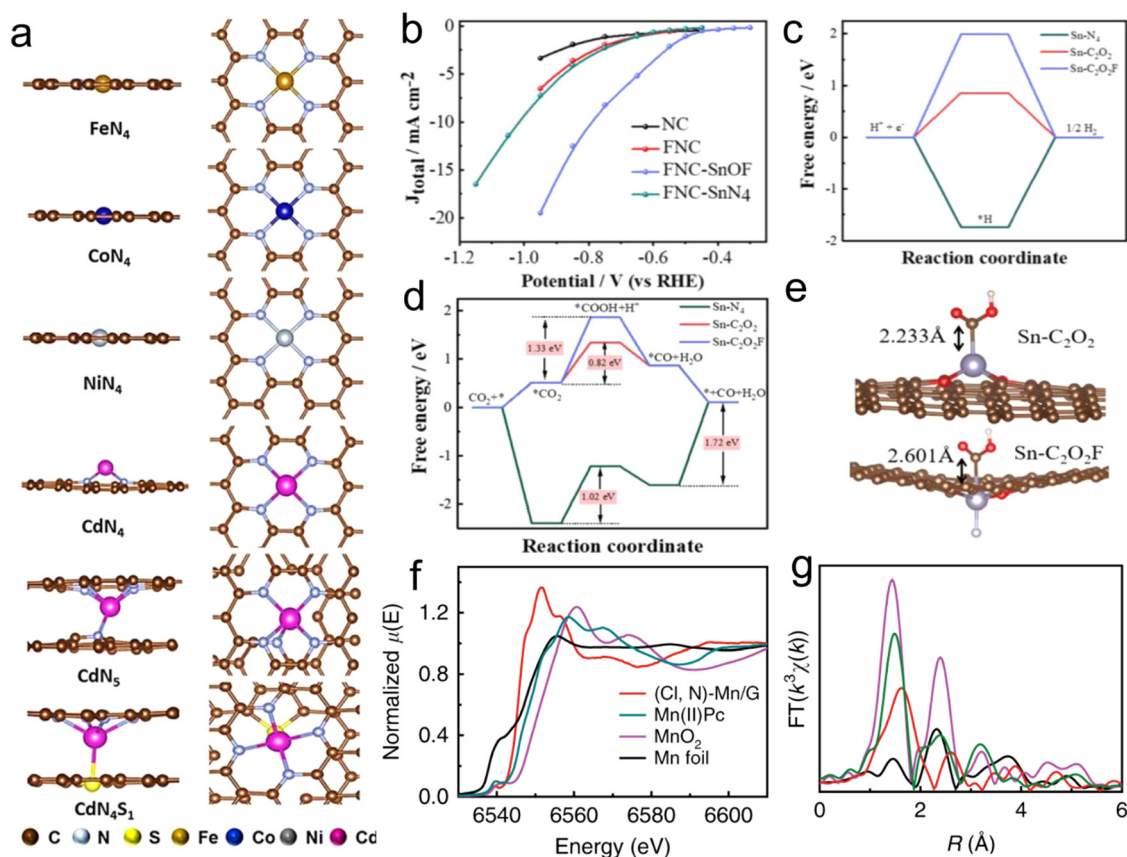 a
FeN4
CoN4
NiN4
CdN4
CdN5
CdN4S1
C N S Fe Co Ni Cd
b
Jtotal / mA cm-2
0
-5
-10
-15
-20
NC
FNC
FNC-SnOF
FNC-SnN4
-1.2 -1.0 -0.8 -0.6 -0.4
Potential / V (vs RHE)
c
Free energy / eV
2
1
0
-1
-2
Sn-N4
Sn-C2O2
Sn-C2O2F
H+ + e-
1/2 H2
*H
Reaction coordinate
d
Free energy / eV
2
1
0
-1
-2
*COOH+H+
Sn-N4
Sn-C2O2
Sn-C2O2F
1.33 eV
0.82 eV
*CO+H2O
CO2+*
*CO2
*+CO+H2O
1.72 eV
1.02 eV
Reaction coordinate
e
2.233Å
Sn-C2O2
2.601Å
Sn-C2O2F
f
Normalized μ(E)
1.2
0.8
0.4
0.0
(Cl, N)-Mn/G
Mn(II)Pc
MnO2
Mn foil
6540 6560 6580 6600
Energy (eV)
g
FT(k3χ(k))
0 2 4 6
R (Å)